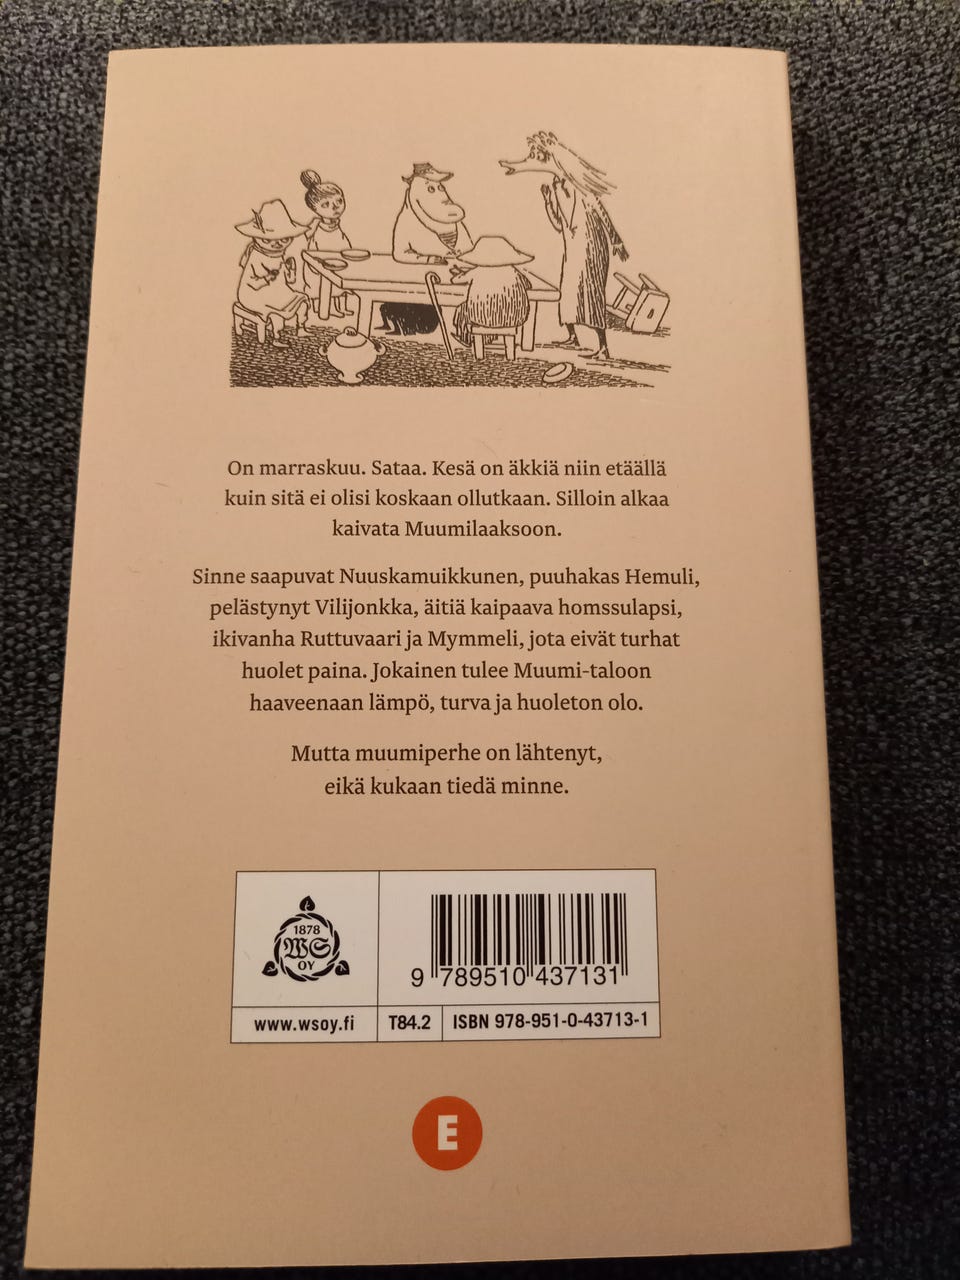 On marraskuu. Sataa. Kesä on äkkiä niin etäällä
kuin sitä ei olisi koskaan ollutkaan. Silloin alkaa
kaivata Muumilaaksoon.
Sinne saapuvat Nuuskamuikkunen, puuhakas Hemuli,
pelästynyt Vilijonkka, äitiä kaipaava homssulapsi,
ikivanha Ruttuvaari ja Mymmeli, jota eivät turhat
huolet paina. Jokainen tulee Muumi-taloon
haaveenaan lämpö, turva ja huoleton olo.
Mutta muumiperhe on lähtenyt,
eikä kukaan tiedä minne.
1878
WS
OY
9 789510 437131
www.wsoy.fi
T84.2
ISBN 978-951-0-43713-1
E